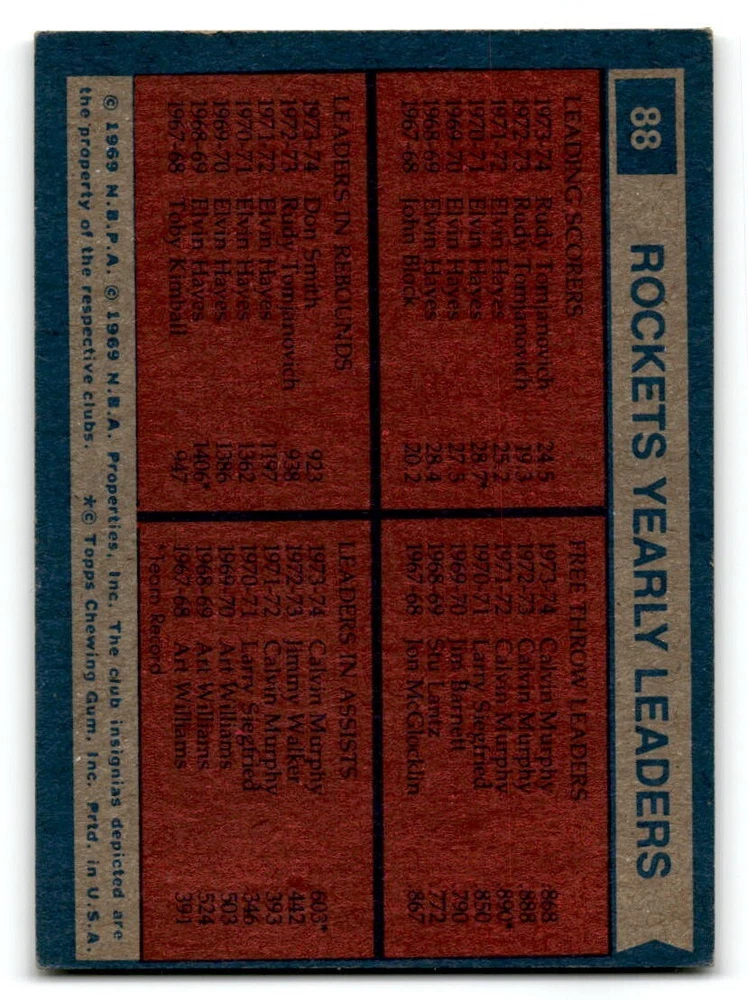 88
ROCKETS YEARLY LEADERS
LEADING SCORERS
1973-74 Rudy Tomjanovich 24.5
1972-73 Rudy Tomjanovich 19.3
1971-72 Elvin Hayes 25.2
1970-71 Elvin Hayes 28.7*
1969-70 Elvin Hayes 27.5
1968-69 Elvin Hayes 28.4
1967-68 John Block 20.2
FREE THROW LEADERS
1973-74 Calvin Murphy 868
1972-73 Calvin Murphy 888
1971-72 Calvin Murphy 890*
1970-71 Larry Siegfried 850
1969-70 Jim Barnett 790
1968-69 Stu Lantz 772
1967-68 Jon McGlocklin 867
LEADERS IN REBOUNDS
1973-74 Don Smith 923
1972-73 Rudy Tomjanovich 938
1971-72 Elvin Hayes 1197
1970-71 Elvin Hayes 1362
1969-70 Elvin Hayes 1386
1968-69 Elvin Hayes 1406*
1967-68 Toby Kimball 947
LEADERS IN ASSISTS
1973-74 Calvin Murphy 603*
1972-73 Jimmy Walker 442
1971-72 Calvin Murphy 393
1970-71 Larry Siegfried 346
1969-70 Art Williams 503
1968-69 Art Williams 524
1967-68 Art Williams 391
*Team Record
© 1969 N.B.P.A. © 1969 N.B.A. Properties, Inc. The club insignias depicted are
the property of the respective clubs. *© Topps Chewing Gum, Inc. Prtd. in U.S.A.